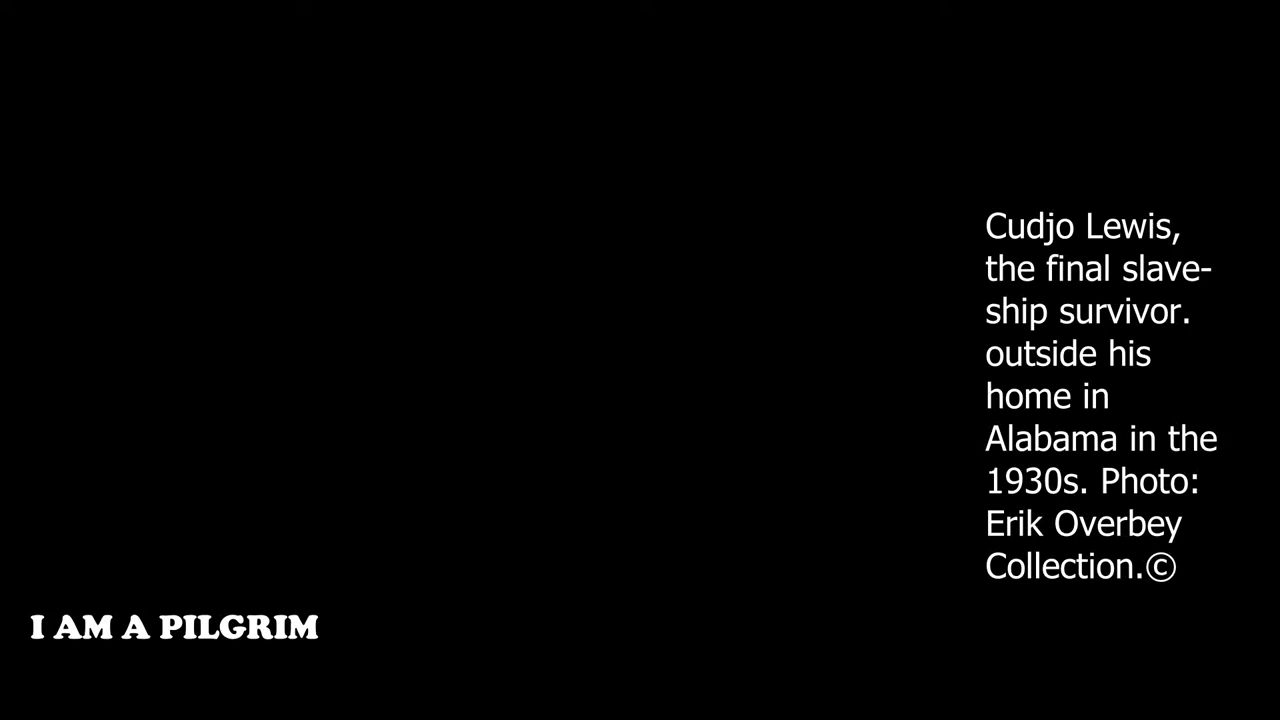 Cudjo Lewis,
the final slave-
ship survivor.
outside his
home in
Alabama in the
1930s. Photo:
Erik Overbey
Collection.©
I AM A PILGRIM